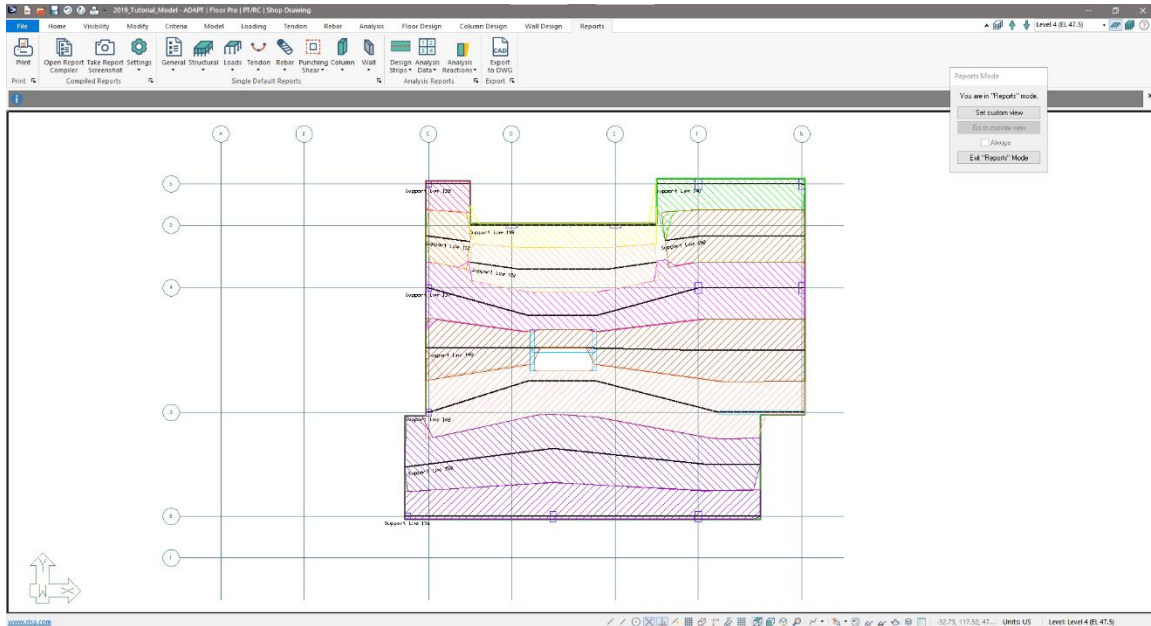 2019_Tutorial_Model - ADAPT | Floor Pro | PT/RC | Shop Drawing
File Home Visibility Modify Criteria Model Loading Tendon Rebar Analysis Floor Design Column Design Wall Design Reports
Level 4 (EL 47.5)
Print Open Report Compiler Take Report Screenshot Settings General Structural Loads Tendon Rebar Punching Shear Column Wall Design Strips Analysis Data Analysis Reactions Export to DWG
Print Compiled Reports Single Default Reports Analysis Reports Export
Reports Mode
You are in "Reports" mode.
Set custom view
Go to custom view
Always
Exit "Reports" Mode
C D F G
5
Support Line
3
Support Line
Support Line
Support Line
4
Support Line
Support Line
3
Support Line
Support Line
2
Support Line
1
Y
W X
www.risa.com
-32.73, 117.52, 47... Units: US Level: Level 4 (EL 47.5)